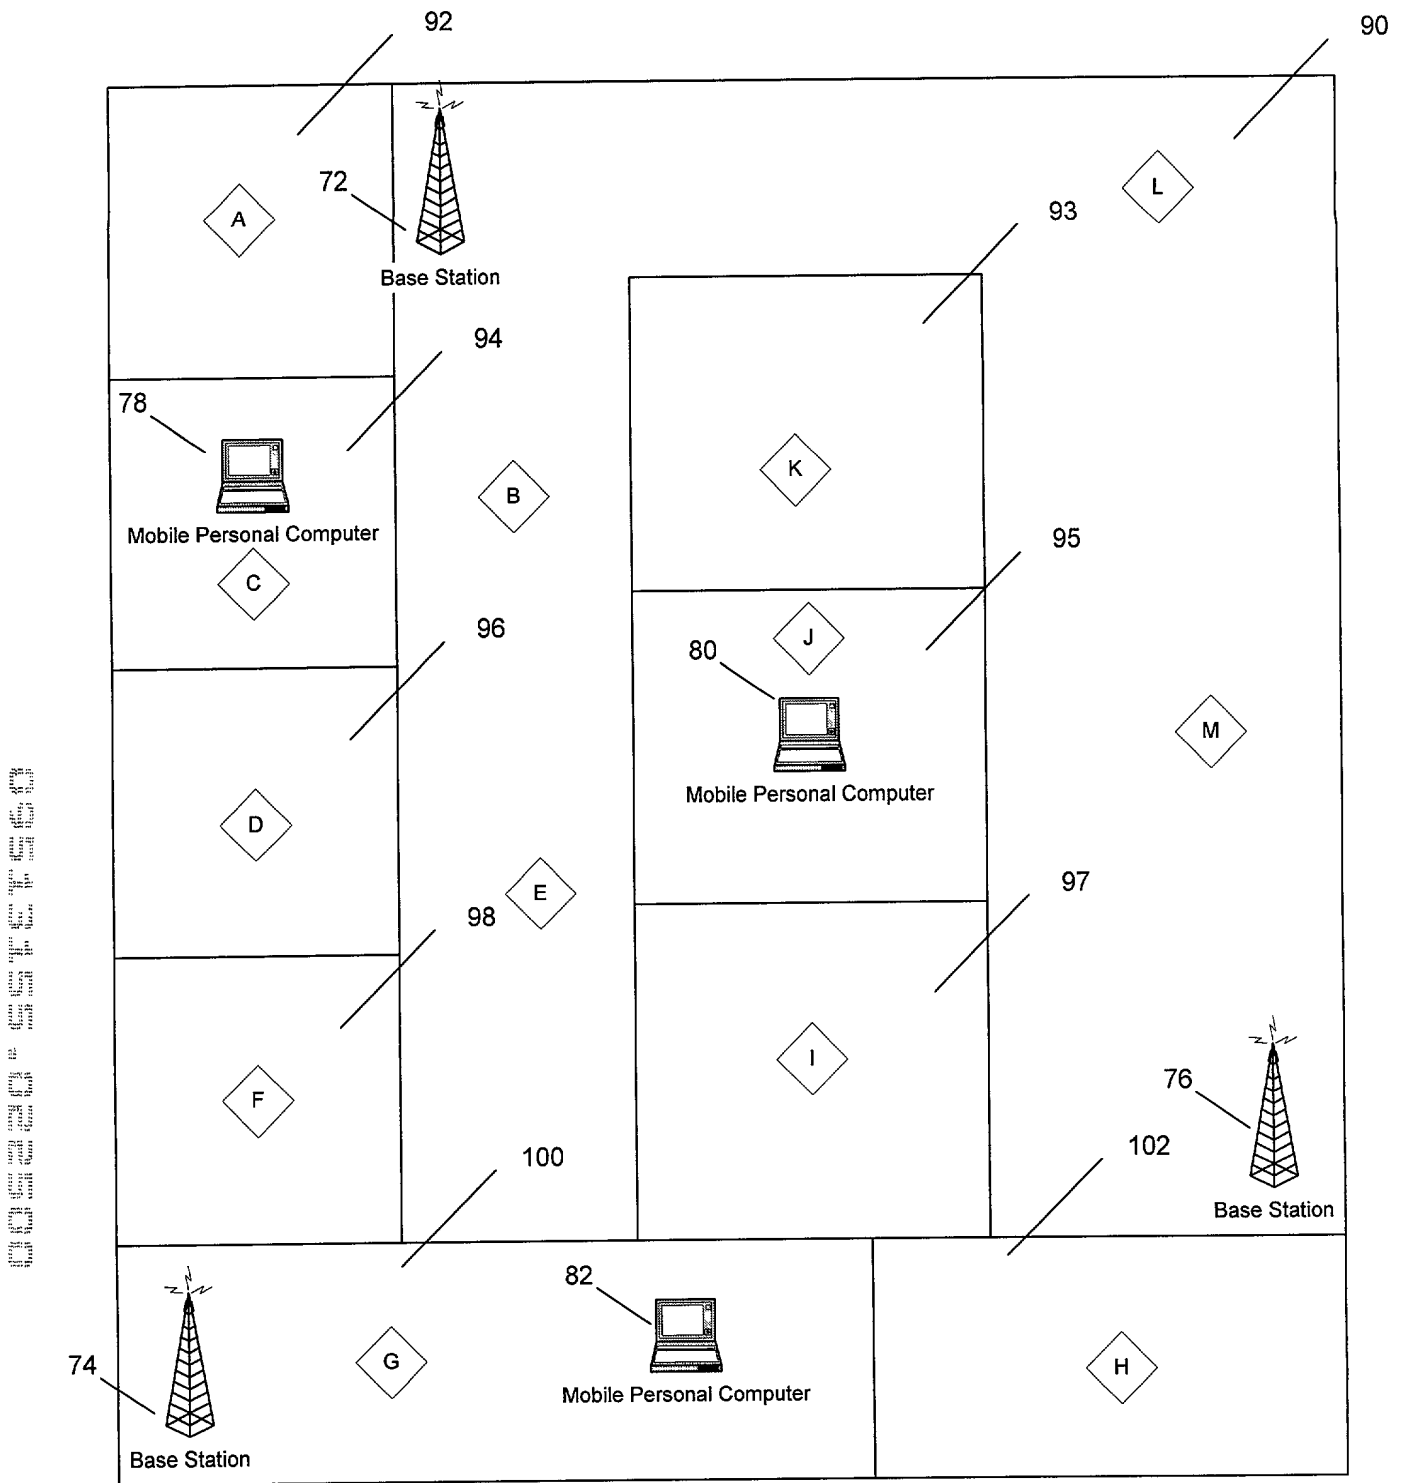 92
90
L
93
72
A
Base Station
94
78
K
B
Mobile Personal Computer
95
C
96
J
80
M
Mobile Personal Computer
D
97
E
98
I
76
F
102
100
Base Station
82
74
G
H
Mobile Personal Computer
Base Station